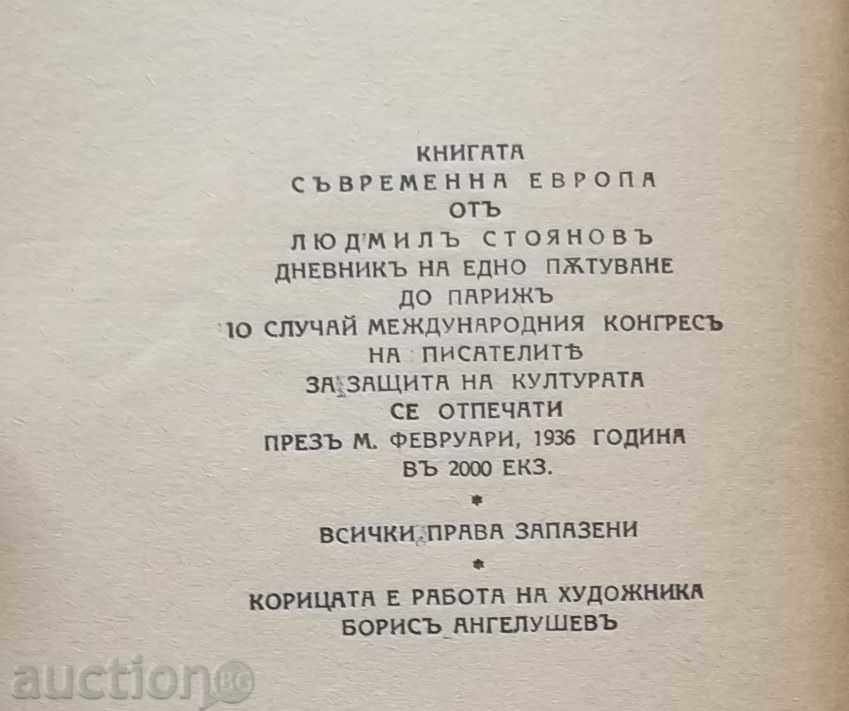 КНИГАТА
СЪВРЕМЕННА ЕВРОПА
ОТЪ
ЛЮДМИЛЪ СТОЯНОВЪ
ДНЕВНИКЪ НА ЕДНО ПѪТУВАНЕ
ДО ПАРИЖЪ
ПО СЛУЧАЙ МЕЖДУНАРОДНИЯ КОНГРЕСЪ
НА ПИСАТЕЛИТѢ
ЗА ЗАЩИТА НА КУЛТУРАТА
СЕ ОТПЕЧАТИ
ПРЕЗЪ М. ФЕВРУАРИ, 1936 ГОДИНА
ВЪ 2000 ЕКЗ.
*
ВСИЧКИ ПРАВА ЗАПАЗЕНИ
*
КОРИЦАТА Е РАБОТА НА ХУДОЖНИКА
БОРИСЪ АНГЕЛУШЕВЪ
auction BG